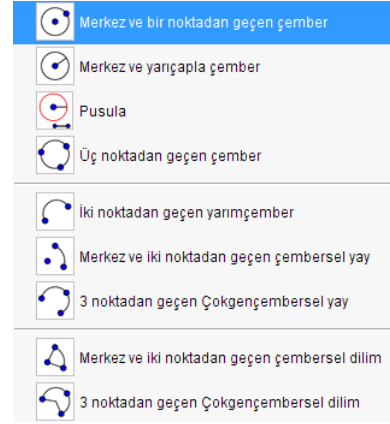 Merkez ve bir noktadan geçen çember
Merkez ve yarıçapla çember
Pusula
Üç noktadan geçen çember
İki noktadan geçen yarımçember
Merkez ve iki noktadan geçen çembersel yay
3 noktadan geçen Çokgençembersel yay
Merkez ve iki noktadan geçen çembersel dilim
3 noktadan geçen Çokgençembersel dilim